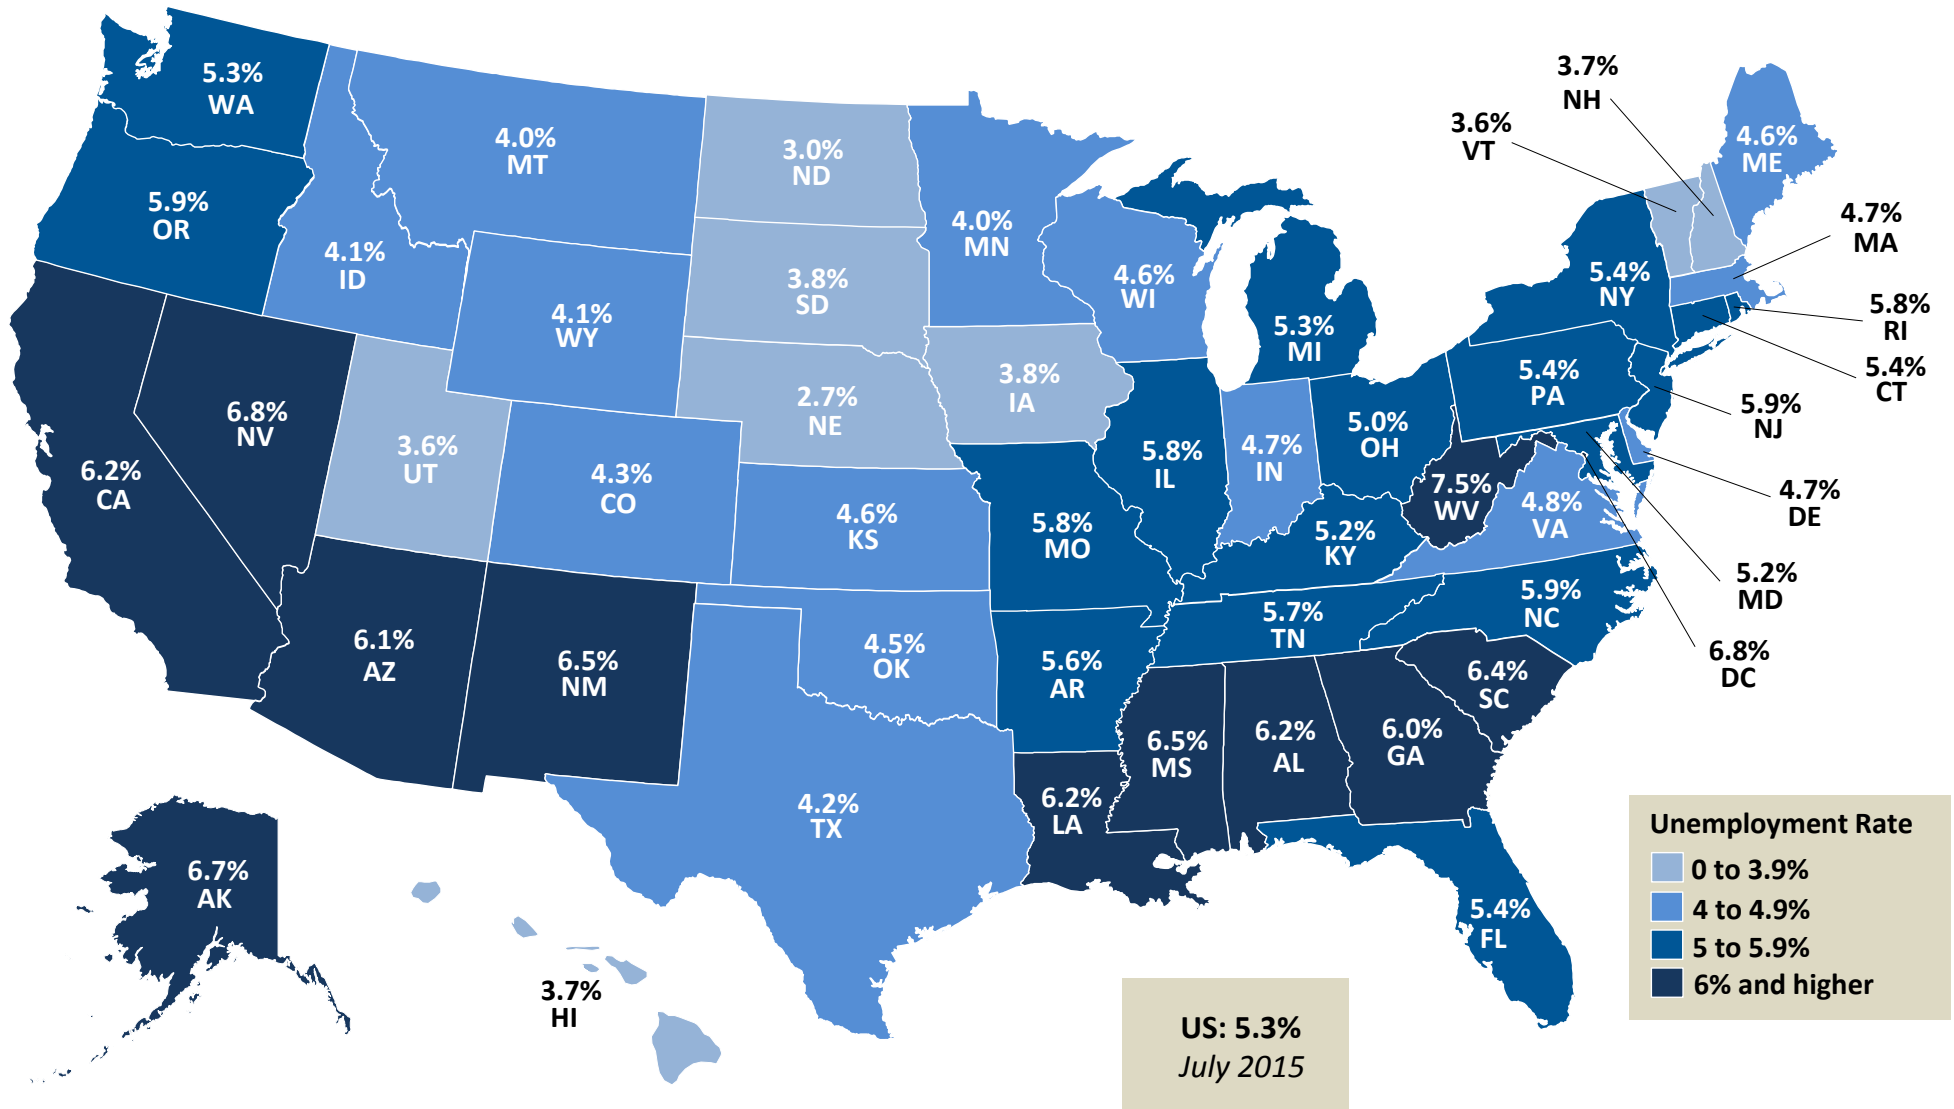 5.3%
WA
5.9%
OR
6.2%
CA
6.8%
NV
4.1%
ID
4.0%
MT
4.1%
WY
3.6%
UT
4.3%
CO
6.1%
AZ
6.5%
NM
3.0%
ND
3.8%
SD
2.7%
NE
4.6%
KS
4.5%
OK
4.2%
TX
4.0%
MN
3.8%
IA
5.8%
MO
5.6%
AR
6.2%
LA
4.6%
WI
5.8%
IL
5.3%
MI
4.7%
IN
5.0%
OH
5.2%
KY
5.7%
TN
6.5%
MS
6.2%
AL
6.0%
GA
5.4%
FL
6.4%
SC
5.9%
NC
4.8%
VA
7.5%
WV
5.4%
PA
5.4%
NY
3.6%
VT
3.7%
NH
4.6%
ME
4.7%
MA
5.8%
RI
5.4%
CT
5.9%
NJ
4.7%
DE
5.2%
MD
6.8%
DC
6.7%
AK
3.7%
HI
US: 5.3%
July 2015
Unemployment Rate
0 to 3.9%
4 to 4.9%
5 to 5.9%
6% and higher